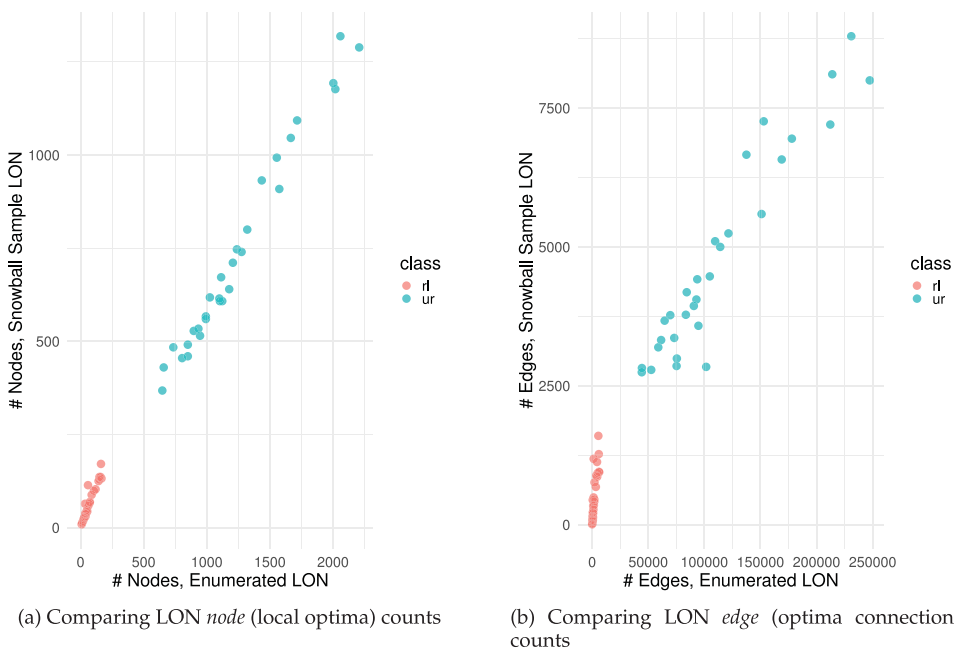 # Nodes, Snowball Sample LON
1000
500
0
0 500 1000 1500 2000
# Nodes, Enumerated LON
class
rl
ur
(a) Comparing LON node (local optima) counts
# Edges, Snowball Sample LON
7500
5000
2500
0
0 50000 100000 150000 200000 250000
# Edges, Enumerated LON
class
rl
ur
(b) Comparing LON edge (optima connection
counts